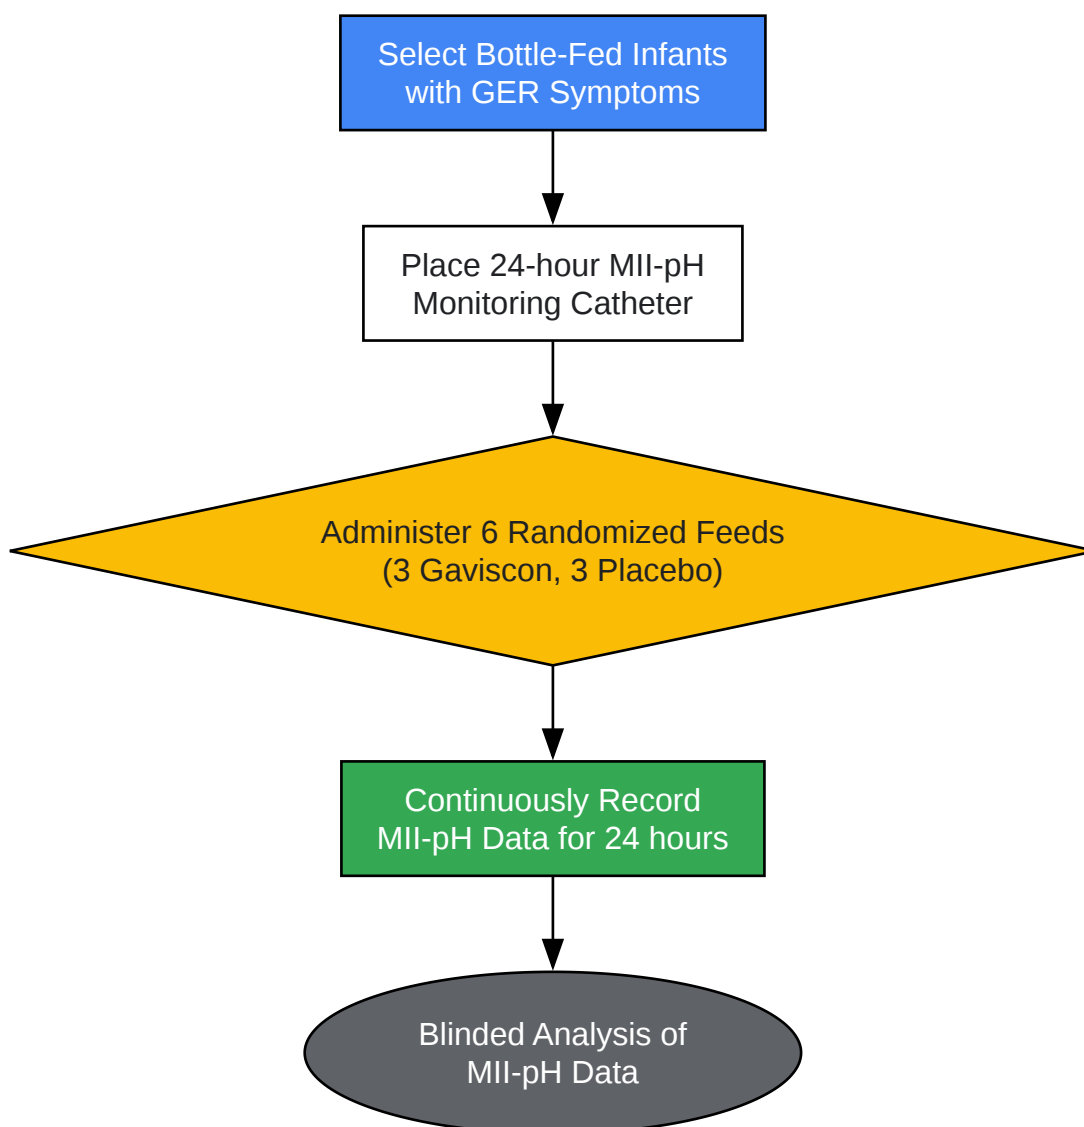 Select Bottle-Fed Infants
with GER Symptoms
Place 24-hour MII-pH
Monitoring Catheter
Administer 6 Randomized Feeds
(3 Gaviscon, 3 Placebo)
Continuously Record
MII-pH Data for 24 hours
Blinded Analysis of
MII-pH Data